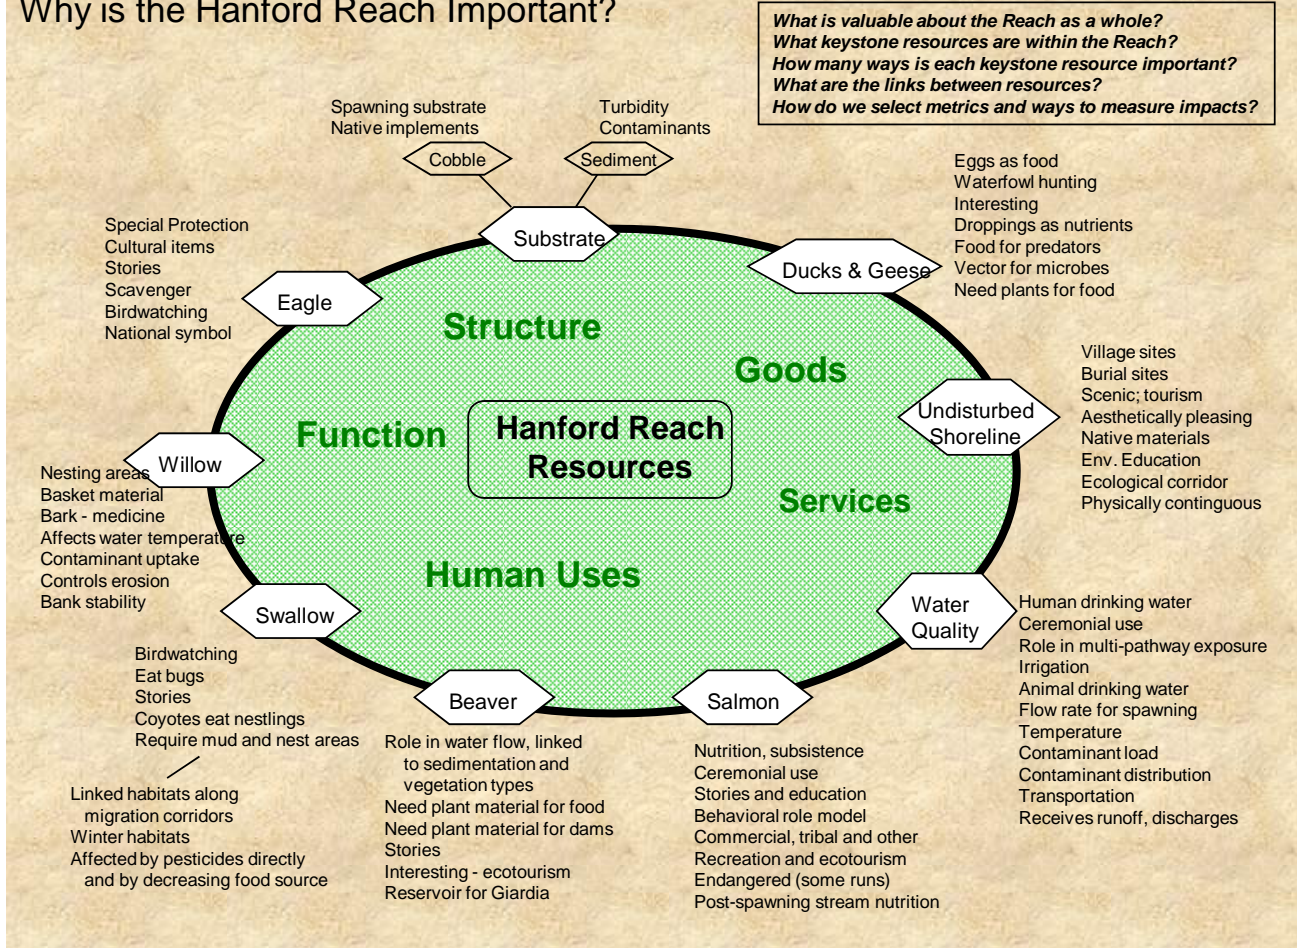 Why is the Hanford Reach Important?
What is valuable about the Reach as a whole?
What keystone resources are within the Reach?
How many ways is each keystone resource important?
What are the links between resources?
How do we select metrics and ways to measure impacts?
Spawning substrate
Native implements
Cobble
Turbidity
Contaminants
Sediment
Substrate
Eggs as food
Waterfowl hunting
Interesting
Droppings as nutrients
Food for predators
Vector for microbes
Need plants for food
Ducks & Geese
Special Protection
Cultural items
Stories
Scavenger
Birdwatching
National symbol
Eagle
Structure
Goods
Function
Hanford Reach
Resources
Services
Human Uses
Village sites
Burial sites
Scenic; tourism
Aesthetically pleasing
Native materials
Env. Education
Ecological corridor
Physically continguous
Undisturbed
Shoreline
Willow
Nesting areas
Basket material
Bark - medicine
Affects water temperature
Contaminant uptake
Controls erosion
Bank stability
Swallow
Birdwatching
Eat bugs
Stories
Coyotes eat nestlings
Require mud and nest areas
Linked habitats along
migration corridors
Winter habitats
Affected by pesticides directly
and by decreasing food source
Beaver
Role in water flow, linked
to sedimentation and
vegetation types
Need plant material for food
Need plant material for dams
Stories
Interesting - ecotourism
Reservoir for Giardia
Salmon
Nutrition, subsistence
Ceremonial use
Stories and education
Behavioral role model
Commercial, tribal and other
Recreation and ecotourism
Endangered (some runs)
Post-spawning stream nutrition
Water
Quality
Human drinking water
Ceremonial use
Role in multi-pathway exposure
Irrigation
Animal drinking water
Flow rate for spawning
Temperature
Contaminant load
Contaminant distribution
Transportation
Receives runoff, discharges